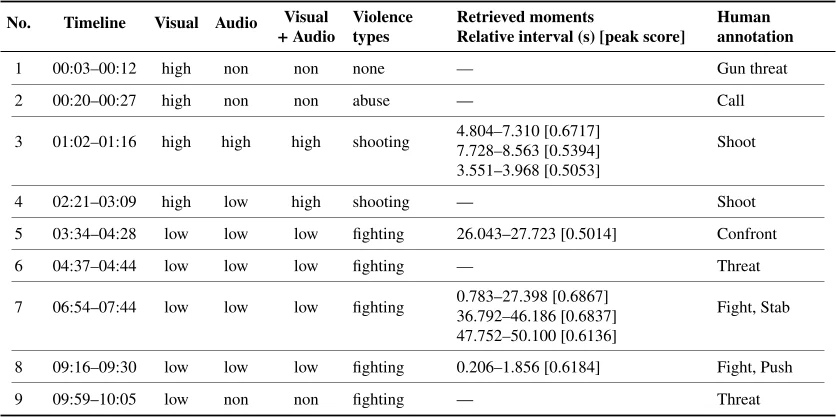 No. Timeline Visual Audio Visual + Audio Violence types Retrieved moments Relative interval (s) [peak score] Human annotation
1 00:03–00:12 high non non none — Gun threat
2 00:20–00:27 high non non abuse — Call
3 01:02–01:16 high high high shooting 4.804–7.310 [0.6717] Shoot
7.728–8.563 [0.5394]
3.551–3.968 [0.5053]
4 02:21–03:09 high low high shooting — Shoot
5 03:34–04:28 low low low fighting 26.043–27.723 [0.5014] Confront
6 04:37–04:44 low low low fighting — Threat
7 06:54–07:44 low low low fighting 0.783–27.398 [0.6867] Fight, Stab
36.792–46.186 [0.6837]
47.752–50.100 [0.6136]
8 09:16–09:30 low low low fighting 0.206–1.856 [0.6184] Fight, Push
9 09:59–10:05 low non non fighting — Threat